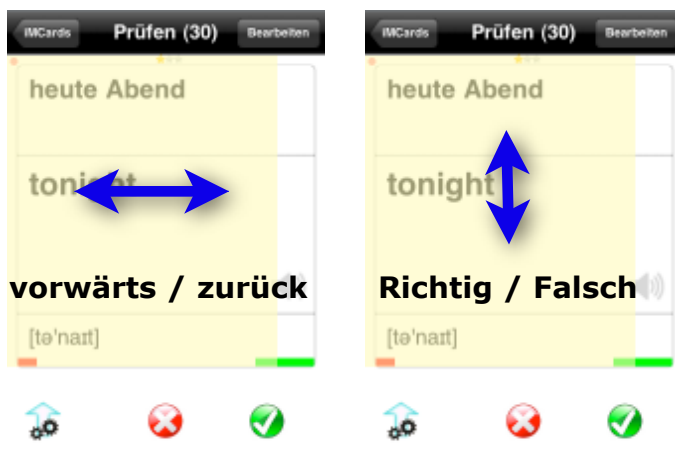 iMCards Prüfen (30) Bearbeiten
heute Abend
tonight
vorwärts / zurück
[tə'naɪt]
iMCards Prüfen (30) Bearbeiten
heute Abend
tonight
Richtig / Falsch
[tə'naɪt]